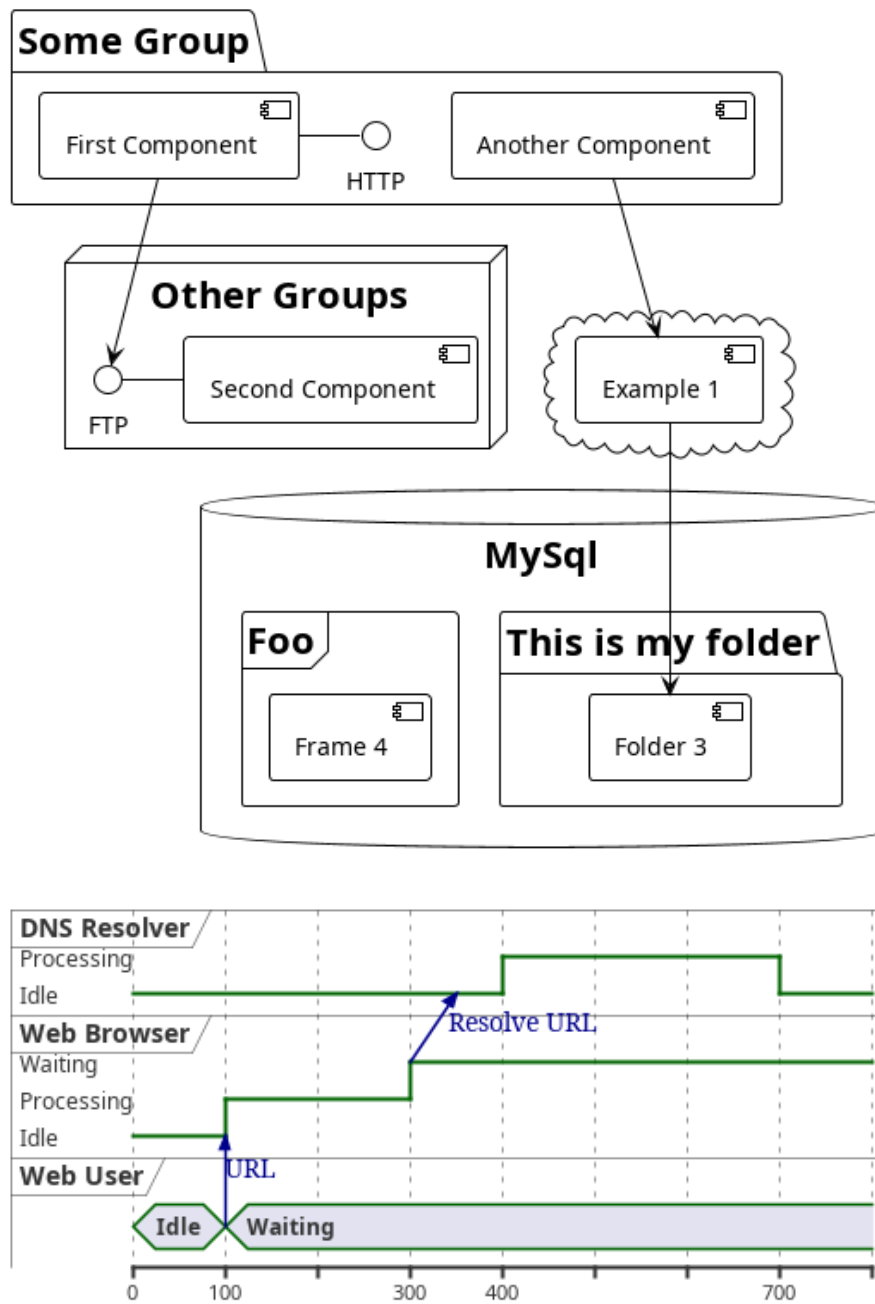 Some Group
First Component
HTTP
Another Component
Other Groups
FTP
Second Component
Example 1
MySql
Foo
This is my folder
Frame 4
Folder 3
DNS Resolver
Processing
Idle
Resolve URL
Web Browser
Waiting
Processing
Idle
URL
Web User
Idle
Waiting
0
100
300
400
700